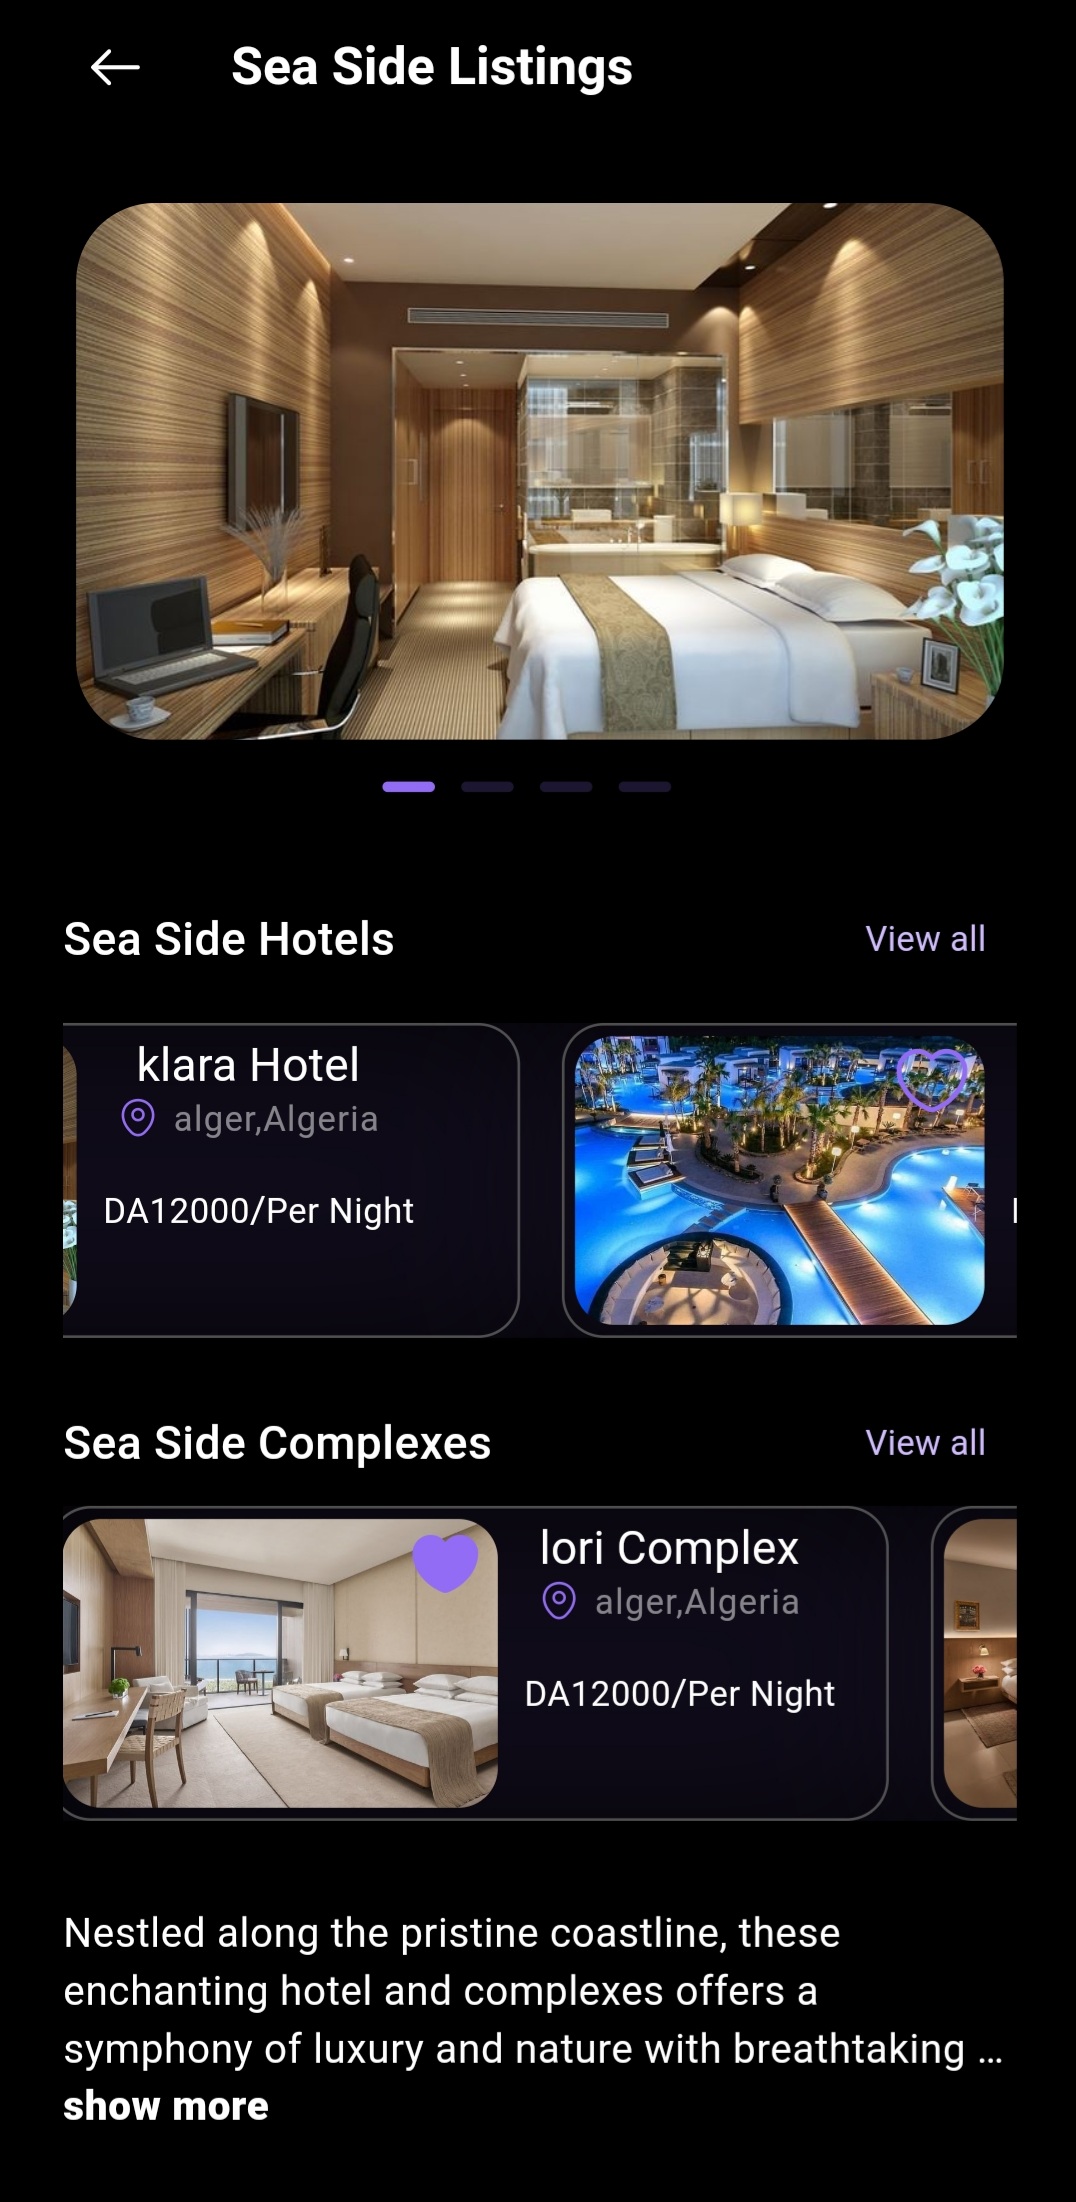 Sea Side Listings
Sea Side Hotels
View all
klara Hotel
alger,Algeria
DA12000/Per Night
Sea Side Complexes
View all
lori Complex
alger,Algeria
DA12000/Per Night
Nestled along the pristine coastline, these
enchanting hotel and complexes offers a
symphony of luxury and nature with breathtaking ...
show more